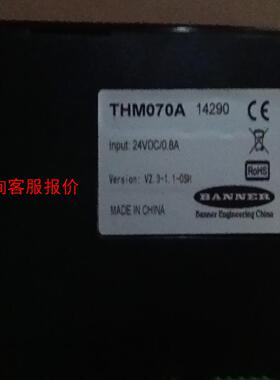 THM070A 14290 CE
Input: 24VDC/0.8A
询客服报价
RoHS
Version: V2.3-1.1-0SH
BANNER
MADE IN CHINA
Banner Engineering China